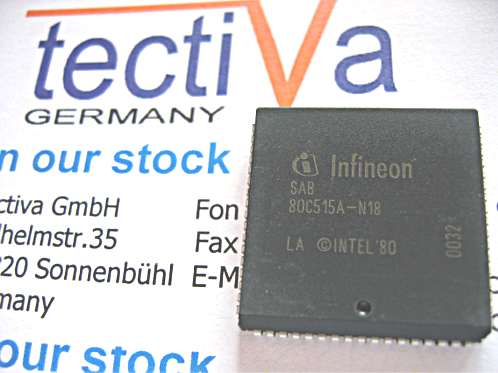 tectiVa
GERMANY
n our stock
ctiva GmbH
Fon
lhelmstr.35
Fax
220 Sonnenbühl
E-M
many
our stock
Infineon
SAB
80C515A-N18
LA ©INTEL '80
0032